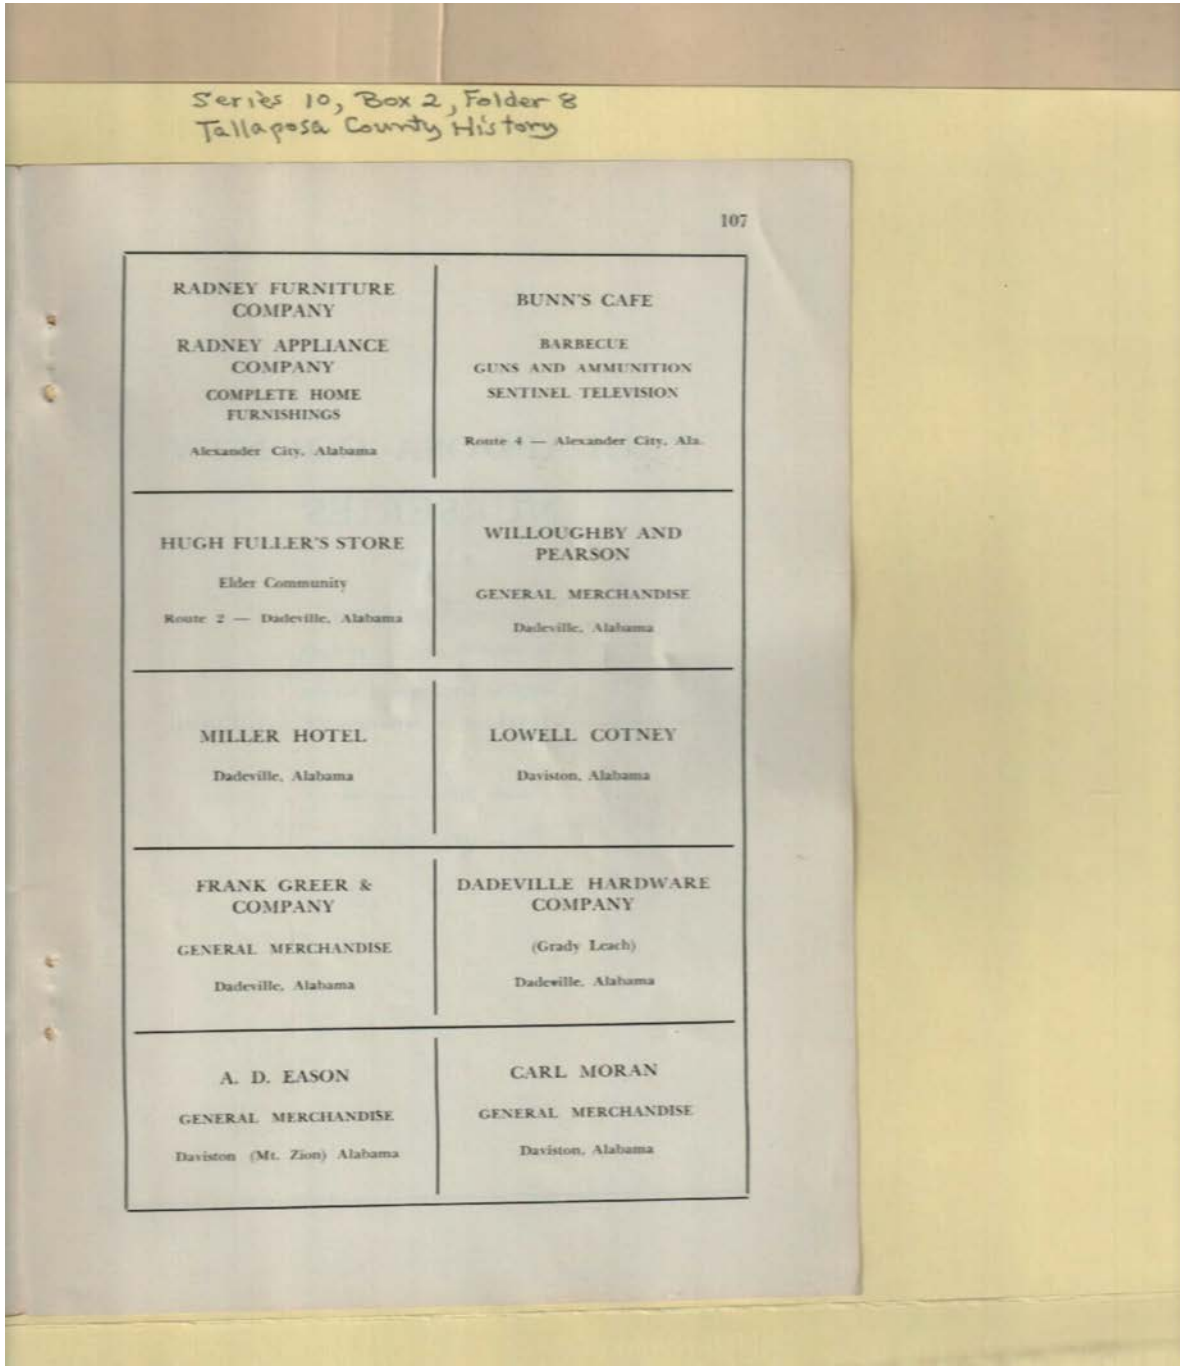 Series 10, Box 2, Folder 8
Tallaposa County History
107
RADNEY FURNITURE
COMPANY
RADNEY APPLIANCE
COMPANY
COMPLETE HOME
FURNISHINGS
Alexander City, Alabama
BUNN'S CAFE
BARBECUE
GUNS AND AMMUNITION
SENTINEL TELEVISION
Route 4 — Alexander City, Ala.
HUGH FULLER'S STORE
Elder Community
Route 2 — Dadeville, Alabama
WILLOUGHBY AND
PEARSON
GENERAL MERCHANDISE
Dadeville, Alabama
MILLER HOTEL
Dadeville, Alabama
LOWELL COTNEY
Daviston, Alabama
FRANK GREER &
COMPANY
GENERAL MERCHANDISE
Dadeville, Alabama
DADEVILLE HARDWARE
COMPANY
(Grady Leach)
Dadeville, Alabama
A. D. EASON
GENERAL MERCHANDISE
Daviston (Mt. Zion) Alabama
CARL MORAN
GENERAL MERCHANDISE
Daviston, Alabama